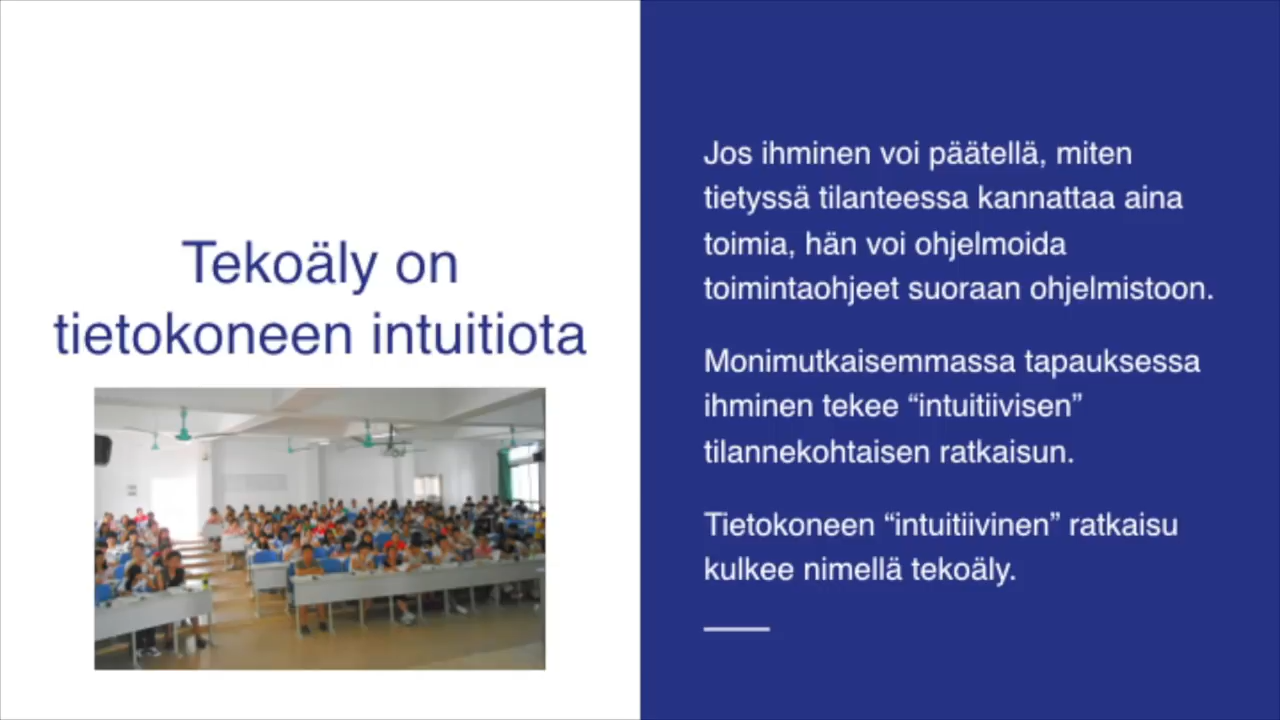 Tekoäly on
tietokoneen intuitiota
Jos ihminen voi päätellä, miten
tietyssä tilanteessa kannattaa aina
toimia, hän voi ohjelmoida
toimintaohjeet suoraan ohjelmistoon.
Monimutkaisemmassa tapauksessa
ihminen tekee “intuitiivisen”
tilannekohtaisen ratkaisun.
Tietokoneen “intuitiivinen” ratkaisu
kulkee nimellä tekoäly.